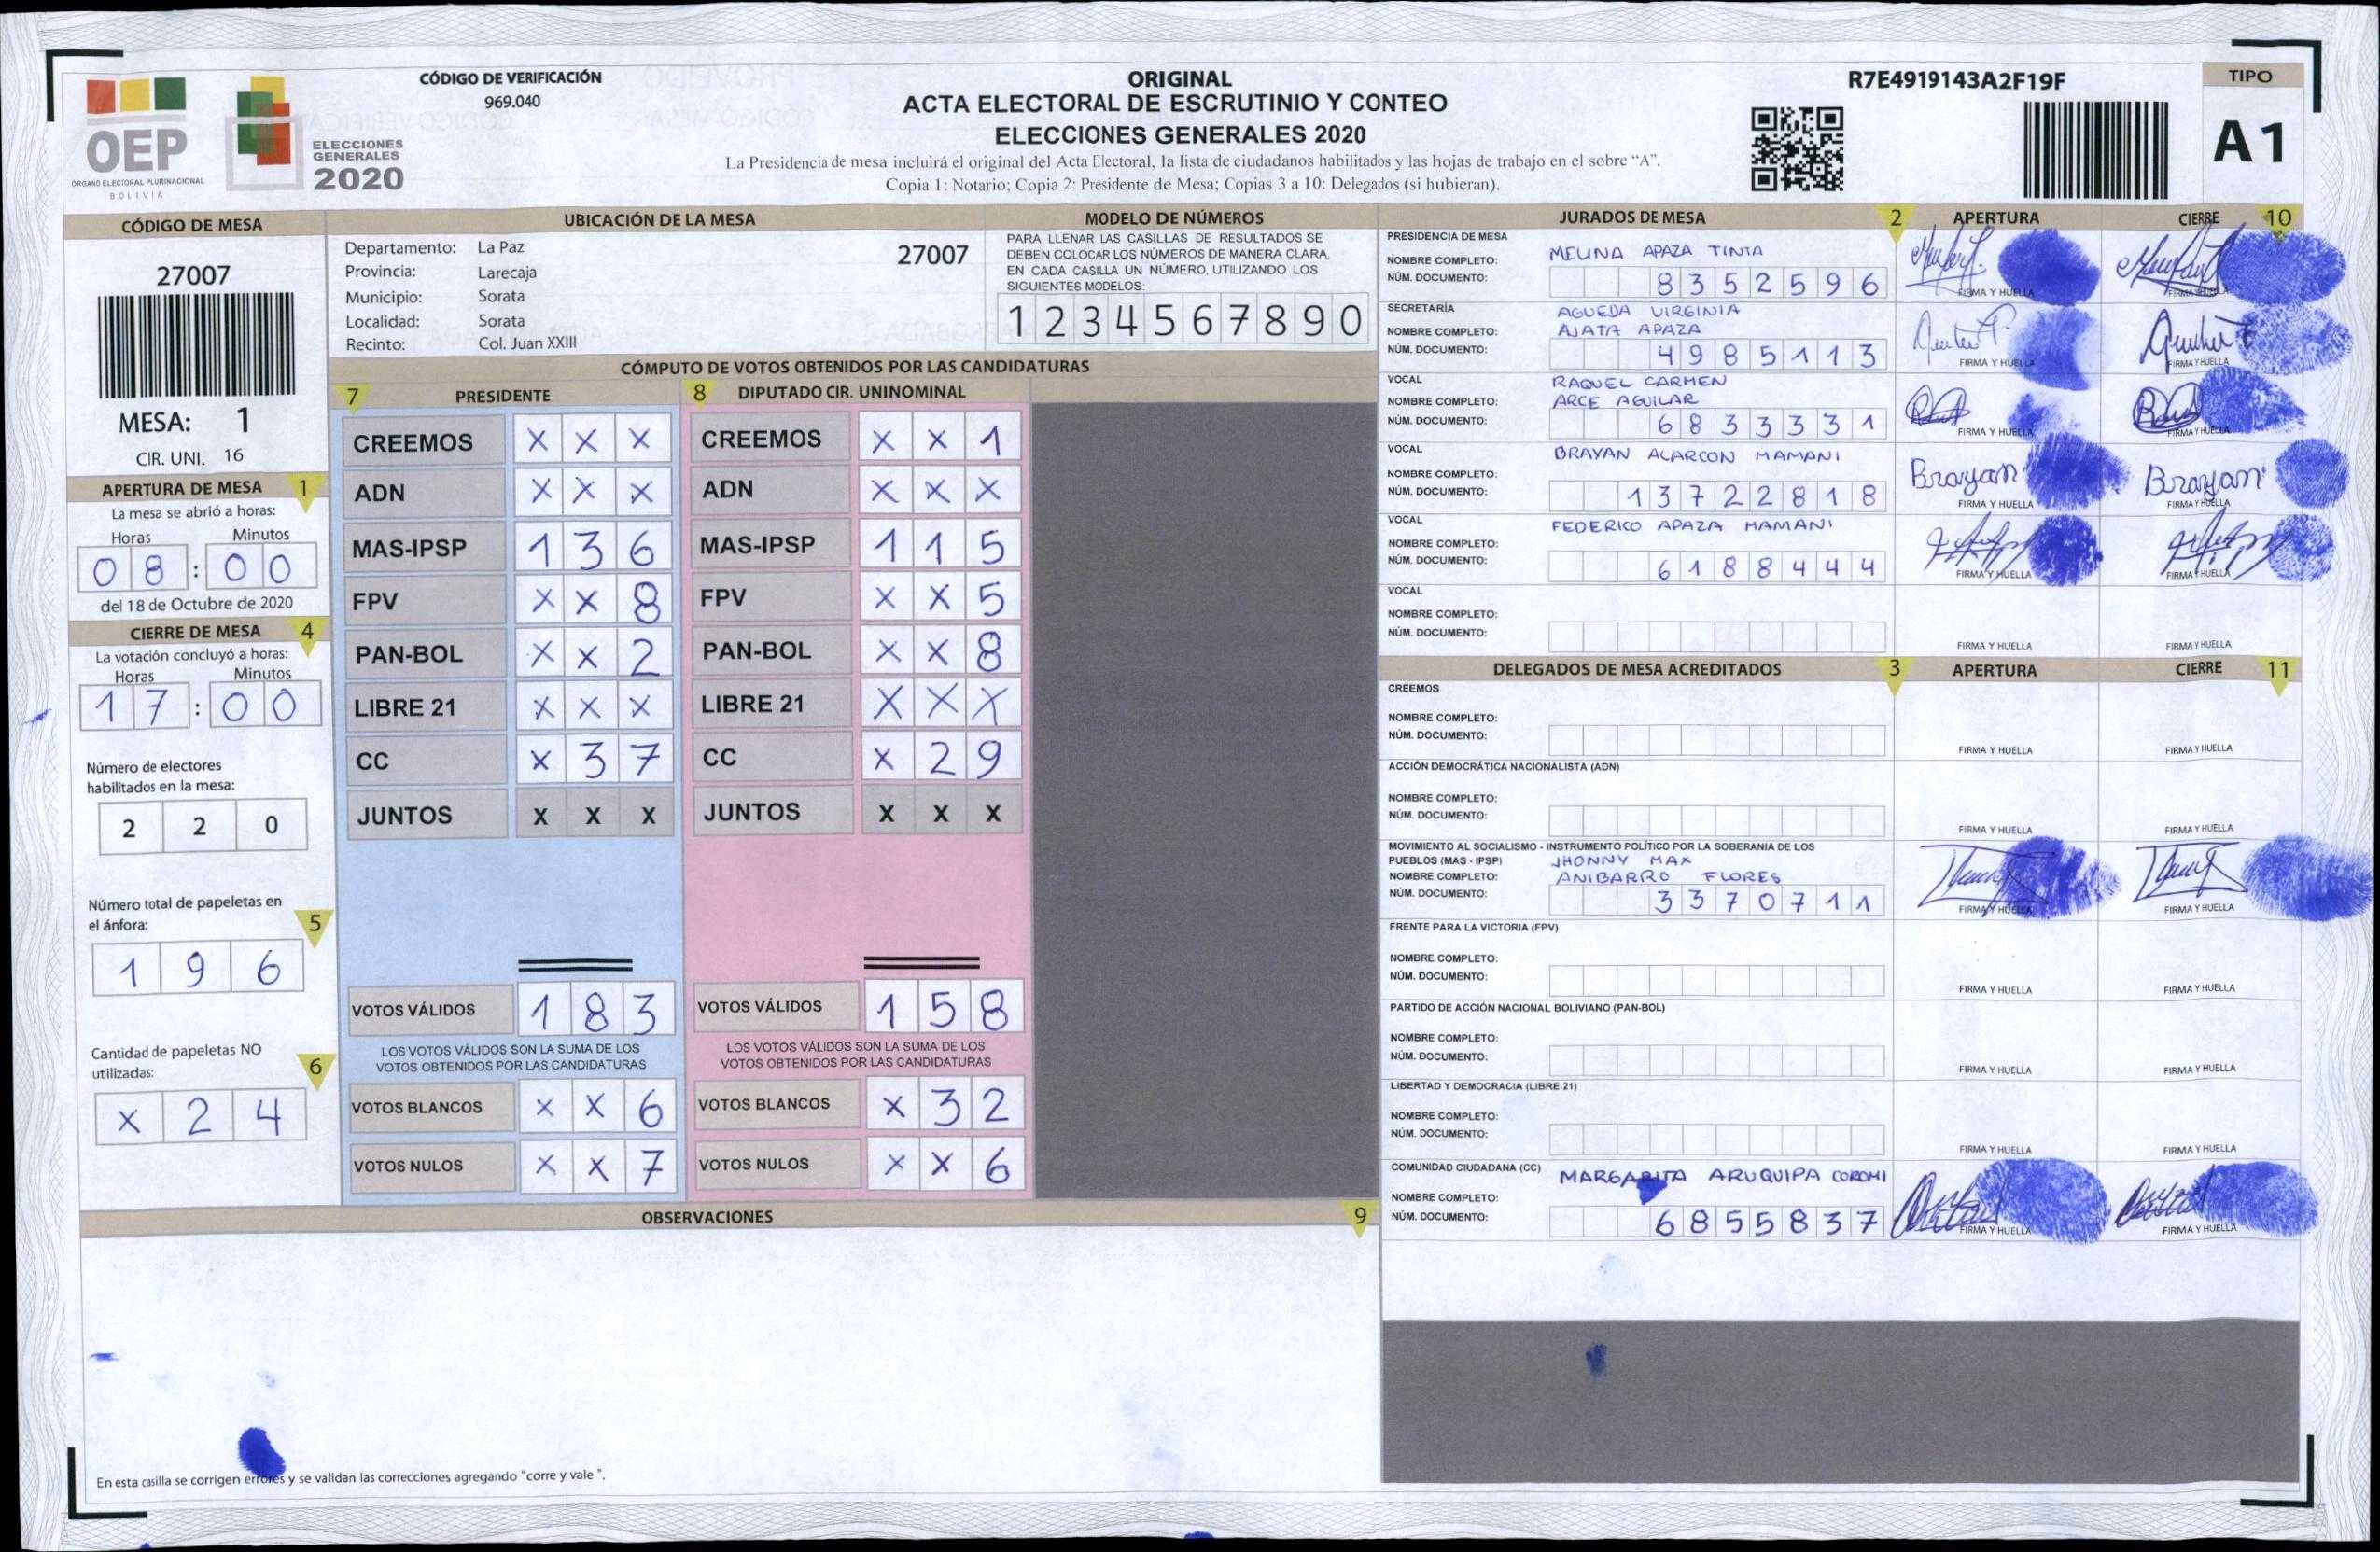 OEP
ÓRGANO ELECTORAL PLURINACIONAL
BOLIVIA
ELECCIONES
GENERALES
2020
CÓDIGO DE VERIFICACIÓN
969.040
ORIGINAL
ACTA ELECTORAL DE ESCRUTINIO Y CONTEO
ELECCIONES GENERALES 2020
La Presidencia de mesa incluirá el original del Acta Electoral, la lista de ciudadanos habilitados y las hojas de trabajo en el sobre “A”.
Copia 1: Notario; Copia 2: Presidente de Mesa; Copias 3 a 10: Delegados (si hubieran).
R7E4919143A2F19F
TIPO
A1
CÓDIGO DE MESA
27007
MESA: 1
CIR. UNI. 16
APERTURA DE MESA 1
La mesa se abrió a horas:
Horas Minutos
0 8 : 0 0
del 18 de Octubre de 2020
CIERRE DE MESA 4
La votación concluyó a horas:
Horas Minutos
1 7 : 0 0
Número de electores
habilitados en la mesa:
2 2 0
Número total de papeletas en
el ánfora: 5
1 9 6
Cantidad de papeletas NO
utilizadas: 6
X 2 4
UBICACIÓN DE LA MESA
Departamento: La Paz 27007
Provincia: Larecaja
Municipio: Sorata
Localidad: Sorata
Recinto: Col. Juan XXIII
MODELO DE NÚMEROS
PARA LLENAR LAS CASILLAS DE RESULTADOS SE
DEBEN COLOCAR LOS NÚMEROS DE MANERA CLARA.
EN CADA CASILLA UN NÚMERO, UTILIZANDO LOS
SIGUIENTES MODELOS:
1 2 3 4 5 6 7 8 9 0
CÓMPUTO DE VOTOS OBTENIDOS POR LAS CANDIDATURAS
7 PRESIDENTE
CREEMOS X X X
ADN X X X
MAS-IPSP 1 3 6
FPV X X 8
PAN-BOL X X 2
LIBRE 21 X X X
CC X 3 7
JUNTOS X X X
VOTOS VÁLIDOS 1 8 3
LOS VOTOS VÁLIDOS SON LA SUMA DE LOS
VOTOS OBTENIDOS POR LAS CANDIDATURAS
VOTOS BLANCOS X X 6
VOTOS NULOS X X 7
8 DIPUTADO CIR. UNINOMINAL
CREEMOS X X 1
ADN X X X
MAS-IPSP 1 1 5
FPV X X 5
PAN-BOL X X 8
LIBRE 21 X X X
CC X 2 9
JUNTOS X X X
VOTOS VÁLIDOS 1 5 8
LOS VOTOS VÁLIDOS SON LA SUMA DE LOS
VOTOS OBTENIDOS POR LAS CANDIDATURAS
VOTOS BLANCOS X 3 2
VOTOS NULOS X X 6
OBSERVACIONES 9
En esta casilla se corrigen errores y se validan las correcciones agregando “corre y vale ”.
JURADOS DE MESA 2 APERTURA CIERRE 10
PRESIDENCIA DE MESA
NOMBRE COMPLETO: MELINA APAZA TINTA
NÚM. DOCUMENTO: 8 3 5 2 5 9 6
FIRMA Y HUELLA FIRMA Y HUELLA
SECRETARÍA AGUEDA VIRGINIA
NOMBRE COMPLETO: AJATA APAZA
NÚM. DOCUMENTO: 4 9 8 5 1 1 3
FIRMA Y HUELLA FIRMA Y HUELLA
VOCAL RAQUEL CARMEN
NOMBRE COMPLETO: ARCE AGUILAR
NÚM. DOCUMENTO: 6 8 3 3 3 3 1
FIRMA Y HUELLA FIRMA Y HUELLA
VOCAL BRAYAN ALARCON MAMANI
NOMBRE COMPLETO: Brayan Brayan
NÚM. DOCUMENTO: 1 3 7 2 2 8 1 8
FIRMA Y HUELLA FIRMA Y HUELLA
VOCAL FEDERICO APAZA MAMANI
NOMBRE COMPLETO:
NÚM. DOCUMENTO: 6 1 8 8 4 4 4
FIRMA Y HUELLA FIRMA Y HUELLA
VOCAL
NOMBRE COMPLETO:
NÚM. DOCUMENTO:
FIRMA Y HUELLA FIRMA Y HUELLA
DELEGADOS DE MESA ACREDITADOS 3 APERTURA CIERRE 11
CREEMOS
NOMBRE COMPLETO:
NÚM. DOCUMENTO:
FIRMA Y HUELLA FIRMA Y HUELLA
ACCIÓN DEMOCRÁTICA NACIONALISTA (ADN)
NOMBRE COMPLETO:
NÚM. DOCUMENTO:
FIRMA Y HUELLA FIRMA Y HUELLA
MOVIMIENTO AL SOCIALISMO - INSTRUMENTO POLÍTICO POR LA SOBERANIA DE LOS
PUEBLOS (MAS - IPSP) JHONNY MAX
NOMBRE COMPLETO: ANIBARRO FLORES
NÚM. DOCUMENTO: 3 3 7 0 7 1 1
FIRMA Y HUELLA FIRMA Y HUELLA
FRENTE PARA LA VICTORIA (FPV)
NOMBRE COMPLETO:
NÚM. DOCUMENTO:
FIRMA Y HUELLA FIRMA Y HUELLA
PARTIDO DE ACCIÓN NACIONAL BOLIVIANO (PAN-BOL)
NOMBRE COMPLETO:
NÚM. DOCUMENTO:
FIRMA Y HUELLA FIRMA Y HUELLA
LIBERTAD Y DEMOCRACIA (LIBRE 21)
NOMBRE COMPLETO:
NÚM. DOCUMENTO:
FIRMA Y HUELLA FIRMA Y HUELLA
COMUNIDAD CIUDADANA (CC) MARGARITA ARUQUIPA COROMI
NOMBRE COMPLETO:
NÚM. DOCUMENTO: 6 8 5 5 8 3 7
FIRMA Y HUELLA FIRMA Y HUELLA